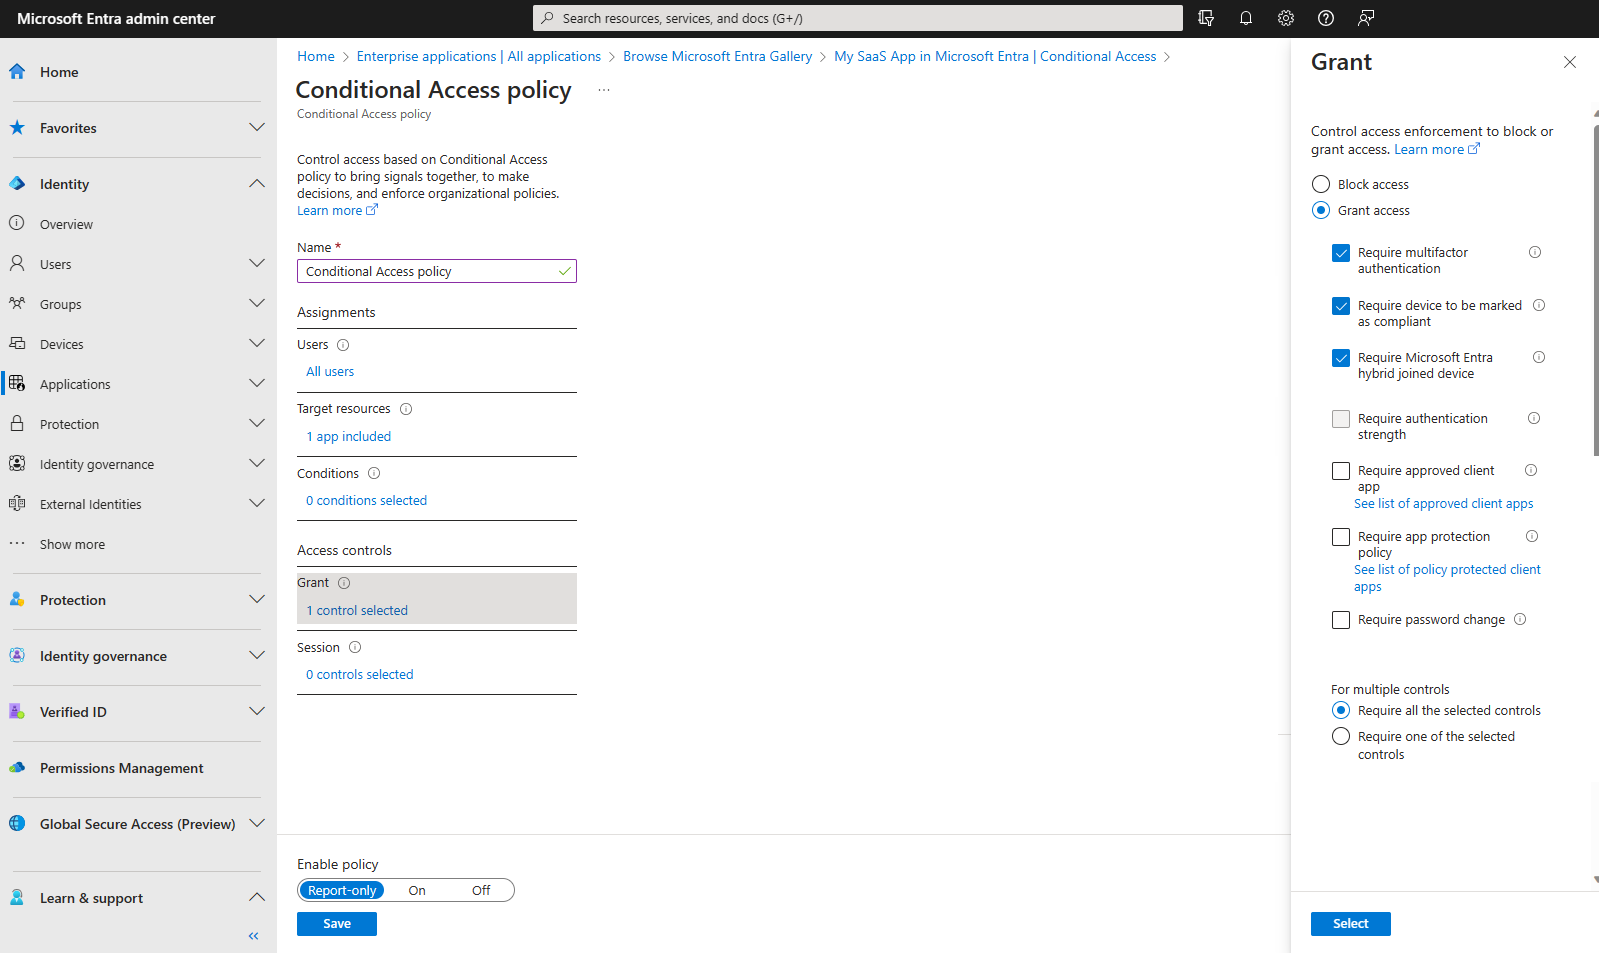 Microsoft Entra admin center
Search resources, services, and docs (G+/)
Home
Favorites
Identity
Overview
Users
Groups
Devices
Applications
Protection
Identity governance
External Identities
Show more
Protection
Identity governance
Verified ID
Permissions Management
Global Secure Access (Preview)
Learn & support
Home > Enterprise applications | All applications > Browse Microsoft Entra Gallery > My SaaS App in Microsoft Entra | Conditional Access >
Conditional Access policy ...
Conditional Access policy
Control access based on Conditional Access
policy to bring signals together, to make
decisions, and enforce organizational policies.
Learn more
Name *
Conditional Access policy
Assignments
Users
All users
Target resources
1 app included
Conditions
0 conditions selected
Access controls
Grant
1 control selected
Session
0 controls selected
Enable policy
Report-only On Off
Save
Grant
Control access enforcement to block or
grant access. Learn more
Block access
Grant access
Require multifactor
authentication
Require device to be marked
as compliant
Require Microsoft Entra
hybrid joined device
Require authentication
strength
Require approved client
app
See list of approved client apps
Require app protection
policy
See list of policy protected client
apps
Require password change
For multiple controls
Require all the selected controls
Require one of the selected
controls
Select